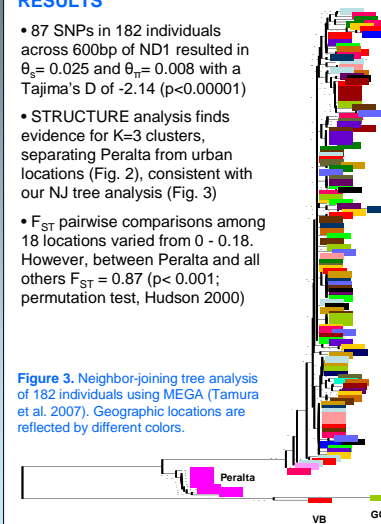 RESULTS
• 87 SNPs in 182 individuals
across 600bp of ND1 resulted in
θs= 0.025 and θπ= 0.008 with a
Tajima's D of -2.14 (p<0.00001)
• STRUCTURE analysis finds
evidence for K=3 clusters,
separating Peralta from urban
locations (Fig. 2), consistent with
our NJ tree analysis (Fig. 3)
• FST pairwise comparisons among
18 locations varied from 0 - 0.18.
However, between Peralta and all
others FST = 0.87 (p< 0.001;
permutation test, Hudson 2000)
Figure 3. Neighbor-joining tree analysis
of 182 individuals using MEGA (Tamura
et al. 2007). Geographic locations are
reflected by different colors.
Peralta
VB